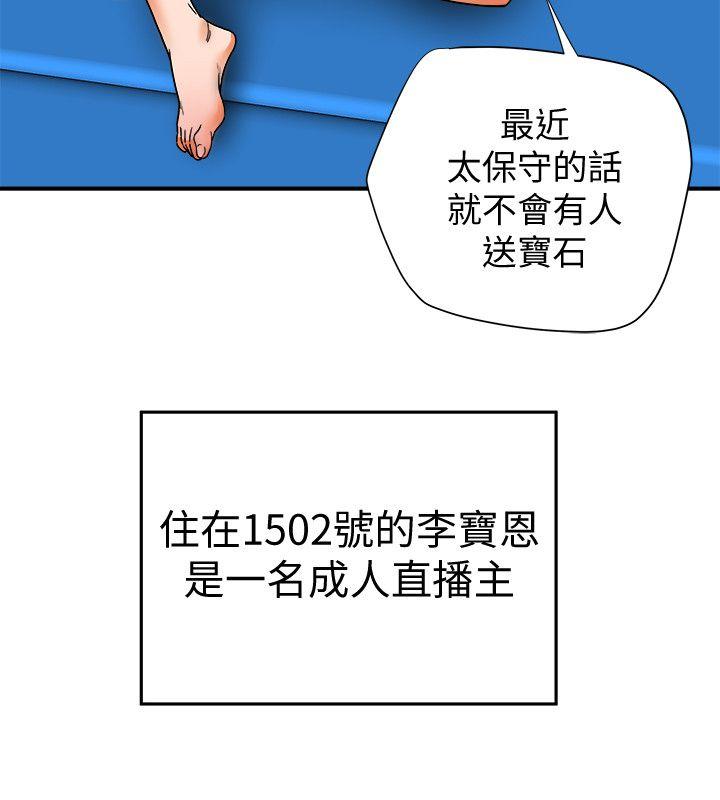 最近
太保守的話
就不會有人
送寶石
住在1502號的李寶恩
是一名成人直播主